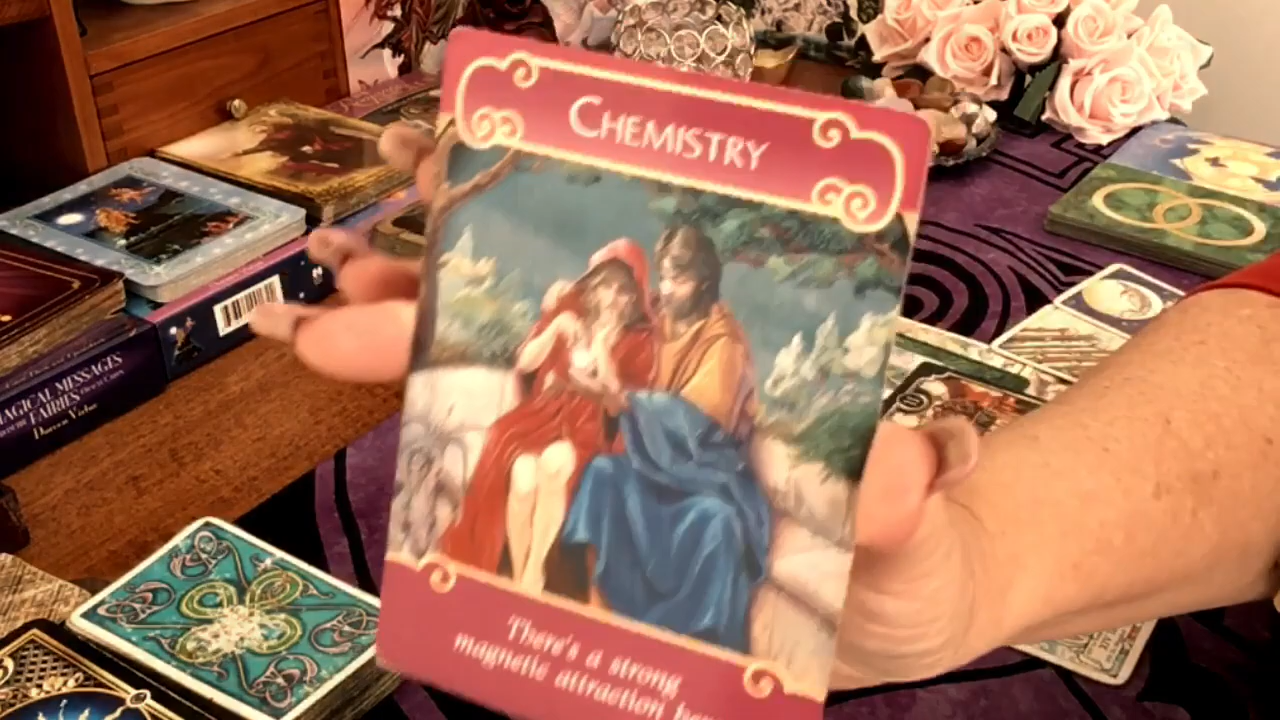 CHEMISTRY
There's a strong
magnetic attraction
MAGICAL MESSAGES
FAIRIES
Doreen Virtue